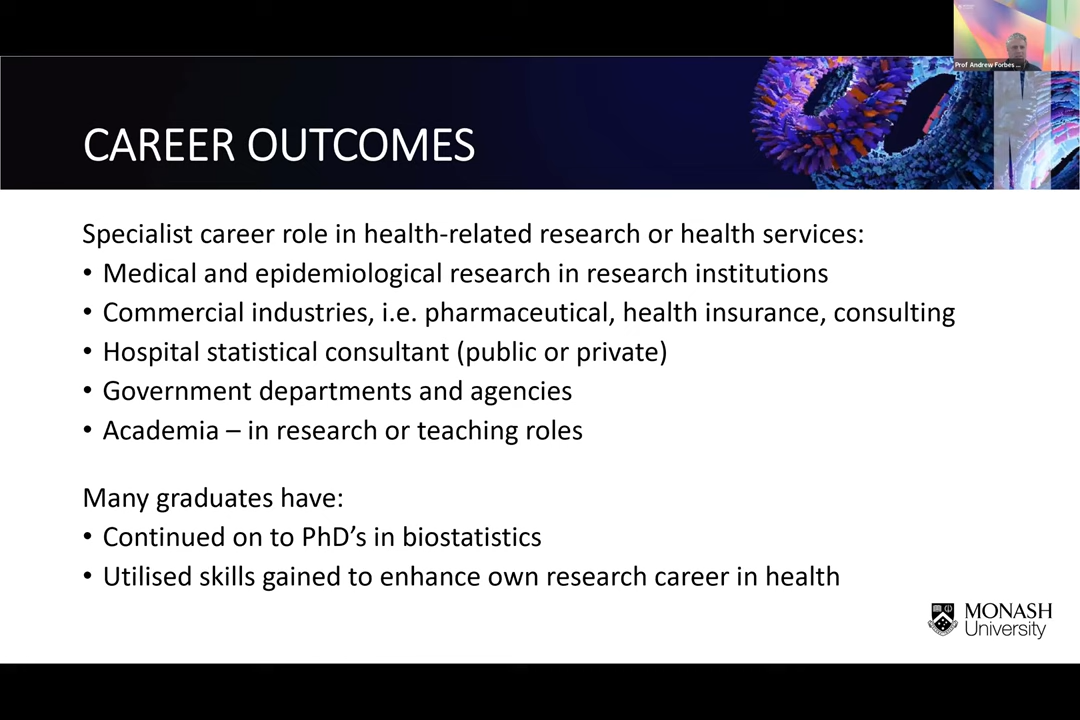 Prof Andrew Forbes ...
CAREER OUTCOMES
Specialist career role in health-related research or health services:
• Medical and epidemiological research in research institutions
• Commercial industries, i.e. pharmaceutical, health insurance, consulting
• Hospital statistical consultant (public or private)
• Government departments and agencies
• Academia – in research or teaching roles
Many graduates have:
• Continued on to PhD’s in biostatistics
• Utilised skills gained to enhance own research career in health
MONASH
University